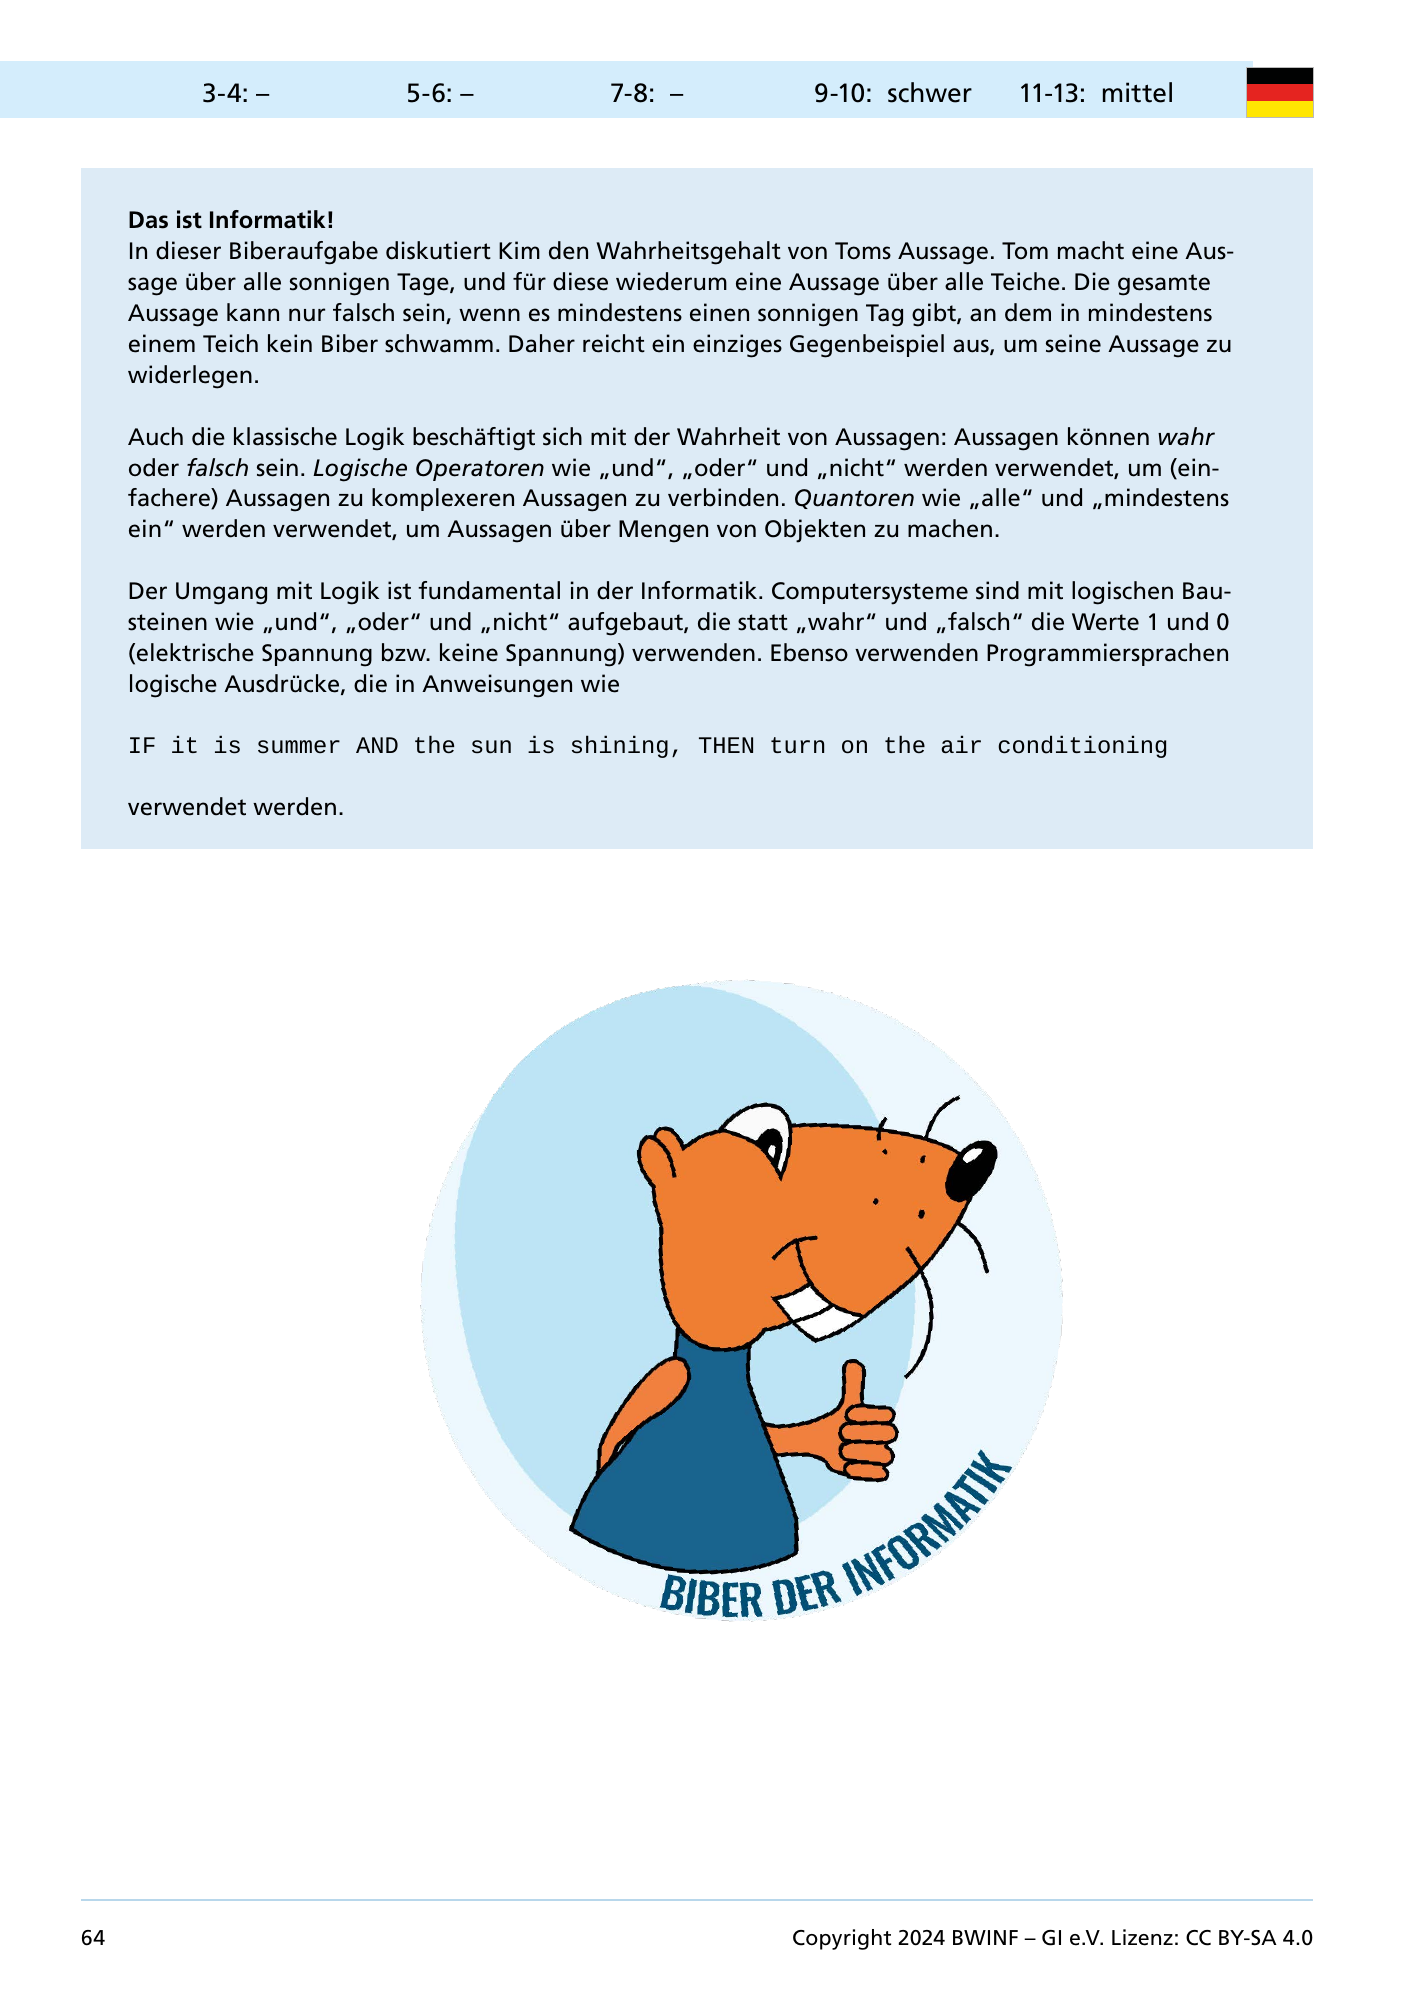 3-4: – 5-6: – 7-8: – 9-10: schwer 11-13: mittel
Das ist Informatik!
In dieser Biberaufgabe diskutiert Kim den Wahrheitsgehalt von Toms Aussage. Tom macht eine Aus-
sage über alle sonnigen Tage, und für diese wiederum eine Aussage über alle Teiche. Die gesamte
Aussage kann nur falsch sein, wenn es mindestens einen sonnigen Tag gibt, an dem in mindestens
einem Teich kein Biber schwamm. Daher reicht ein einziges Gegenbeispiel aus, um seine Aussage zu
widerlegen.
Auch die klassische Logik beschäftigt sich mit der Wahrheit von Aussagen: Aussagen können wahr
oder falsch sein. Logische Operatoren wie „und“, „oder“ und „nicht“ werden verwendet, um (ein-
fachere) Aussagen zu komplexeren Aussagen zu verbinden. Quantoren wie „alle“ und „mindestens
ein“ werden verwendet, um Aussagen über Mengen von Objekten zu machen.
Der Umgang mit Logik ist fundamental in der Informatik. Computersysteme sind mit logischen Bau-
steinen wie „und“, „oder“ und „nicht“ aufgebaut, die statt „wahr“ und „falsch“ die Werte 1 und 0
(elektrische Spannung bzw. keine Spannung) verwenden. Ebenso verwenden Programmiersprachen
logische Ausdrücke, die in Anweisungen wie
IF it is summer AND the sun is shining, THEN turn on the air conditioning
verwendet werden.
BIBER DER INFORMATIK
64 Copyright 2024 BWINF – GI e.V. Lizenz: CC BY-SA 4.0